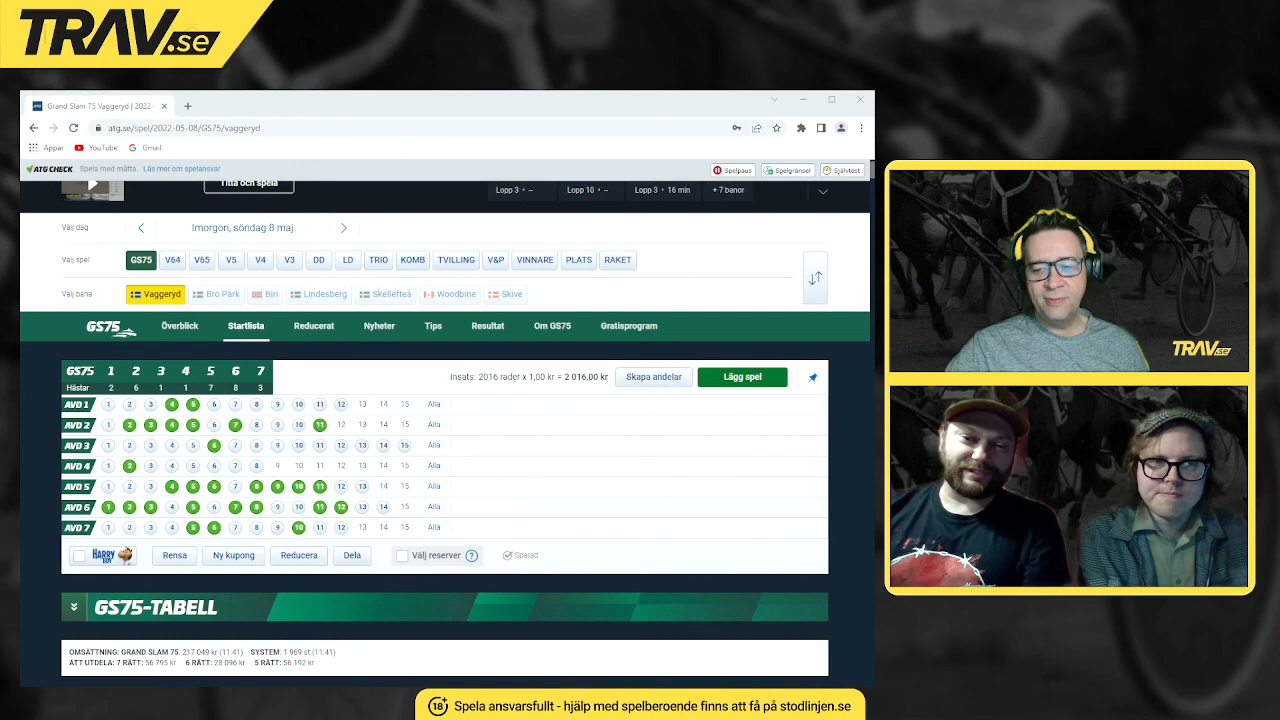 TRAV.se
Grand Slam 75 Vaggeryd | 2022-
atg.se/spel/2022-05-08/GS75/vaggeryd
Appar YouTube Gmail
ATG CHECK Spela med måtta. Läs mer om spelansvar Spelpaus Spelgränser Självtest
Titta och spela Lopp 3 • – Lopp 10 • – Lopp 3 • 16 min + 7 banor
Välj dag Imorgon, söndag 8 maj
Välj spel GS75 V64 V65 V5 V4 V3 DD LD TRIO KOMB TVILLING V&P VINNARE PLATS RAKET
Välj bana Vaggeryd Bro Park Biri Lindesberg Skellefteå Woodbine Skive
GS75 Överblick Startlista Reducerat Nyheter Tips Resultat Om GS75 Gratisprogram
GS75 1 2 3 4 5 6 7
Hästar 2 6 1 1 7 8 3
Insats: 2016 rader x 1,00 kr = 2 016,00 kr Skapa andelar Lägg spel
AVD 1 1 2 3 4 5 6 7 8 9 10 11 12 13 14 15 Alla
AVD 2 1 2 3 4 5 6 7 8 9 10 11 12 13 14 15 Alla
AVD 3 1 2 3 4 5 6 7 8 9 10 11 12 13 14 15 Alla
AVD 4 1 2 3 4 5 6 7 8 9 10 11 12 13 14 15 Alla
AVD 5 1 2 3 4 5 6 7 8 9 10 11 12 13 14 15 Alla
AVD 6 1 2 3 4 5 6 7 8 9 10 11 12 13 14 15 Alla
AVD 7 1 2 3 4 5 6 7 8 9 10 11 12 13 14 15 Alla
HARRY BOY Rensa Ny kupong Reducera Dela Välj reserver ? Sparad
GS75-TABELL
OMSÄTTNING: GRAND SLAM 75: 217 049 kr (11:41) SYSTEM: 1 969 st (11:41)
ATT UTDELA: 7 RÄTT: 56 795 kr 6 RÄTT: 28 096 kr 5 RÄTT: 56 192 kr
TRAV.se
18+ Spela ansvarsfullt - hjälp med spelberoende finns att få på stodlinjen.se